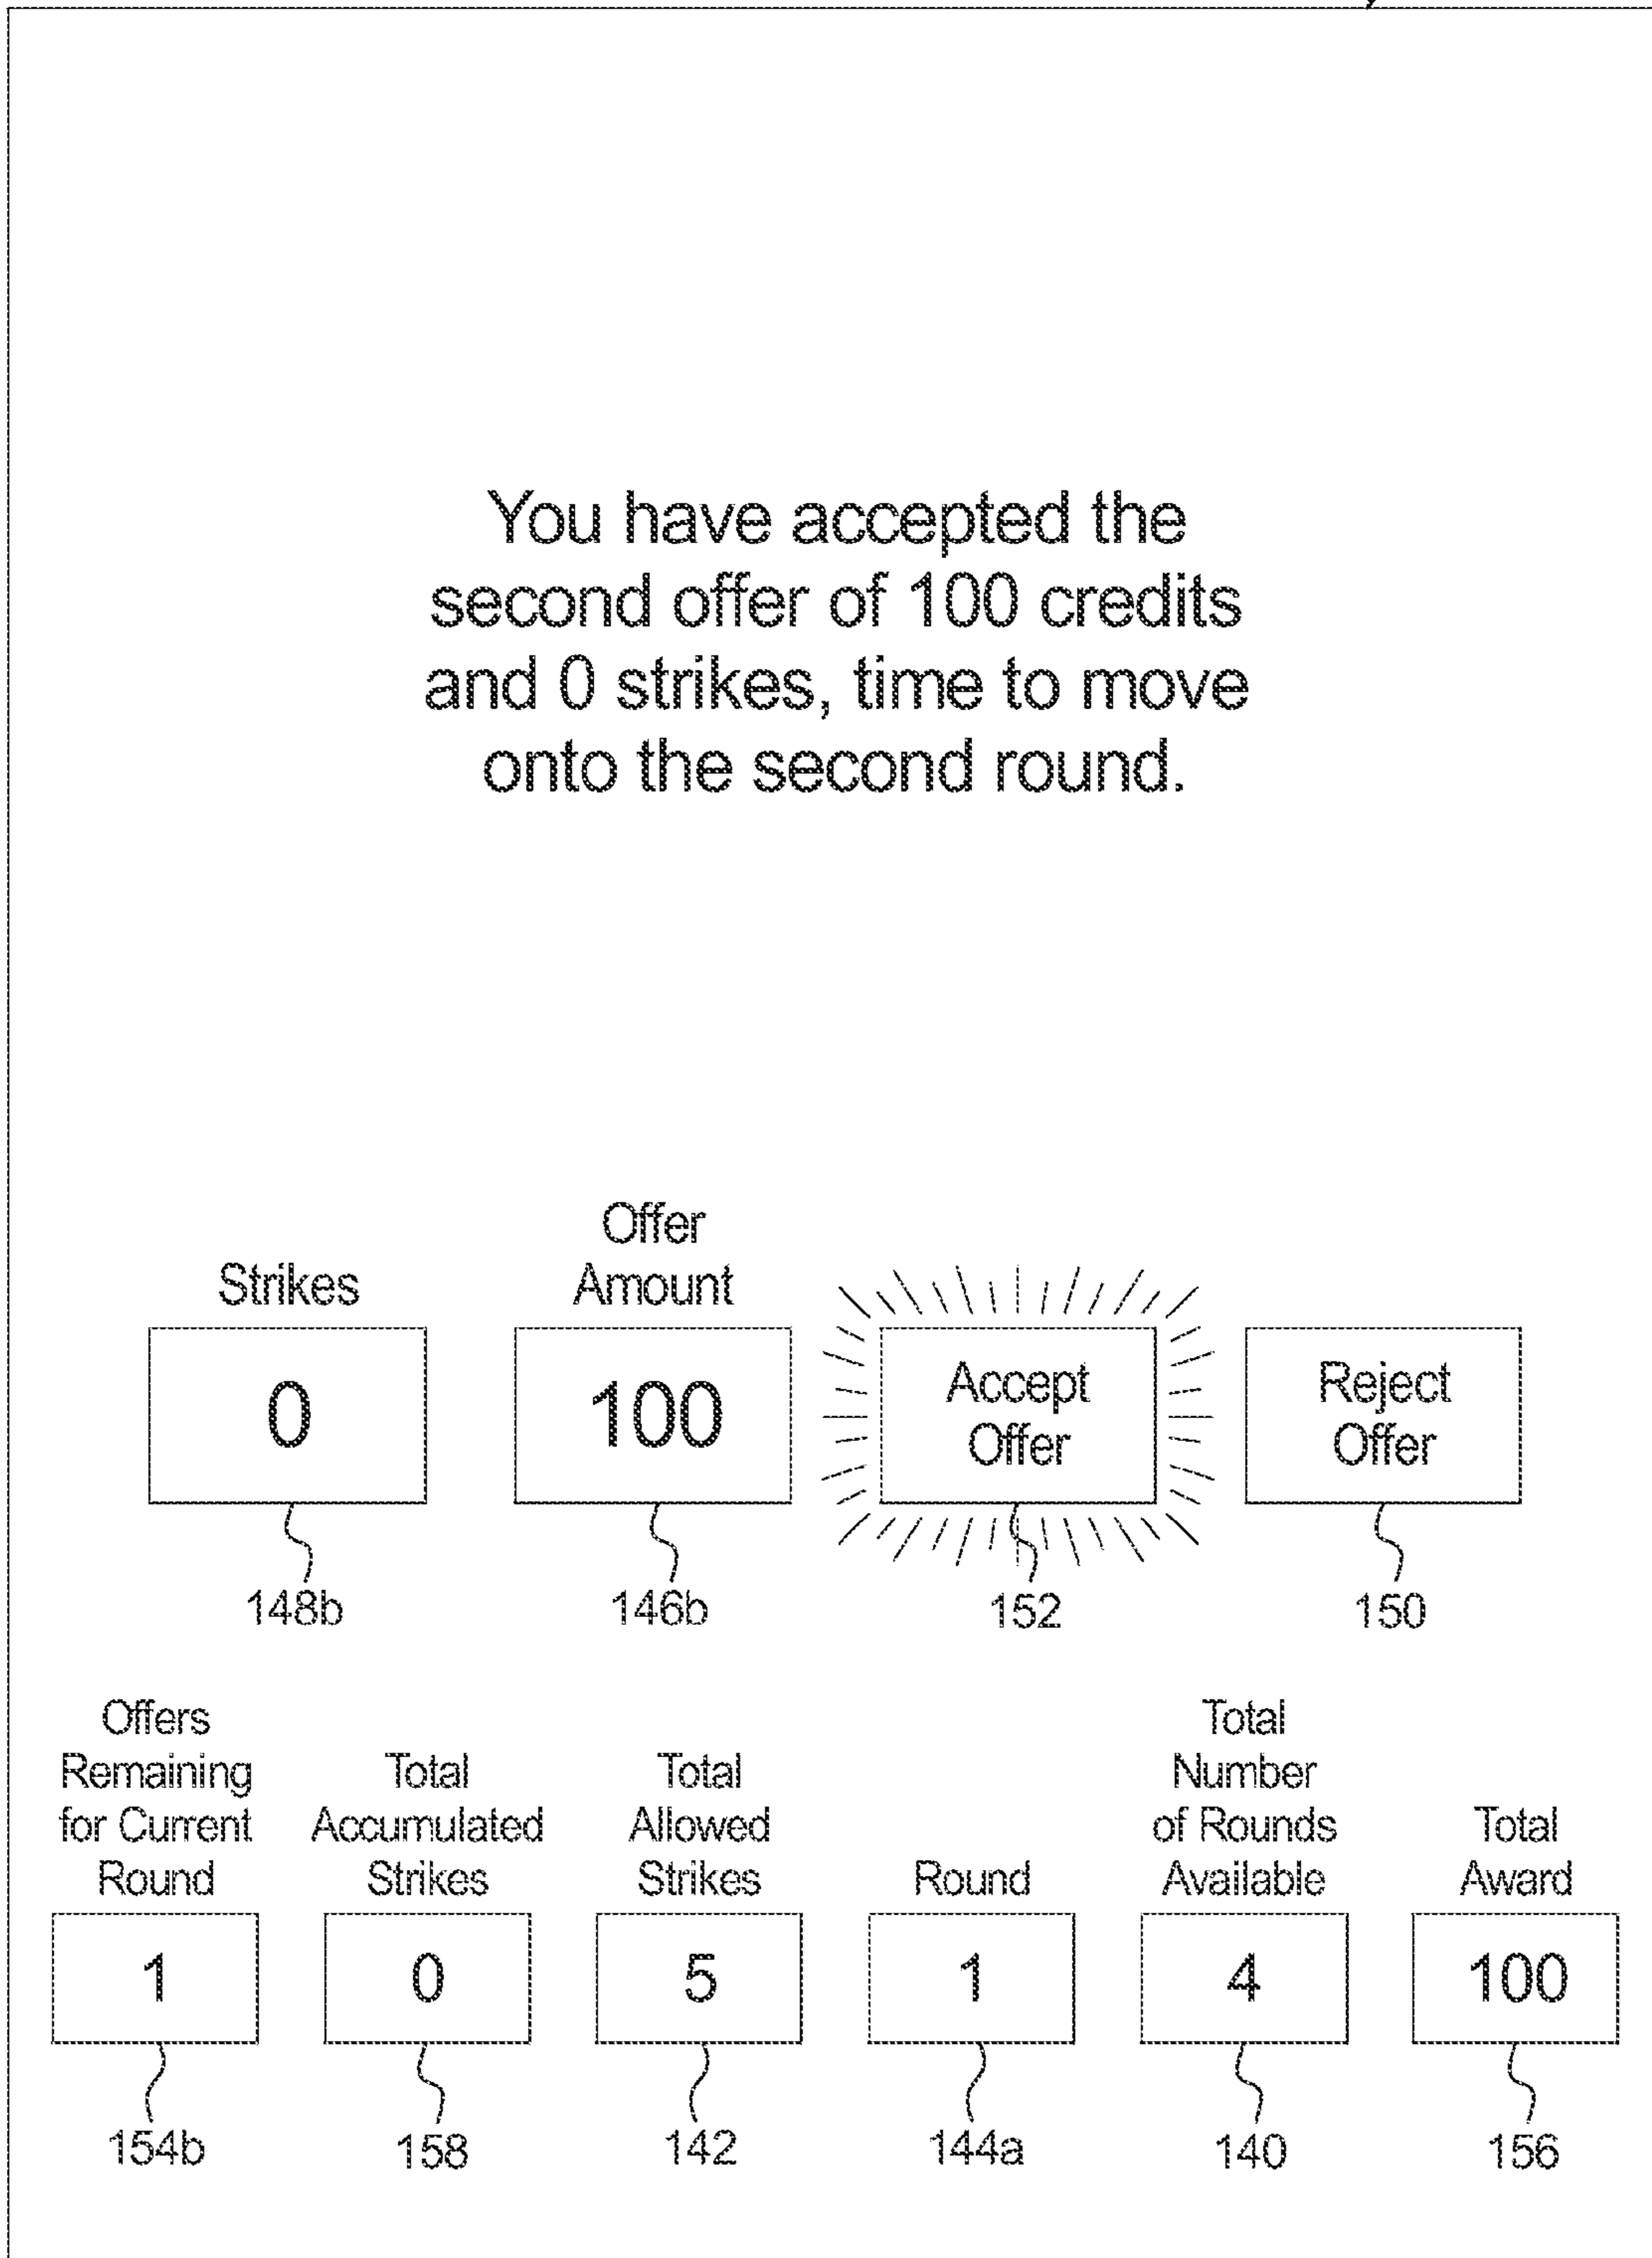 You have accepted the
second offer of 100 credits
and 0 strikes, time to move
onto the second round.
Strikes
Offer
Amount
0
100
Accept
Offer
Reject
Offer
148b
146b
152
150
Offers
Remaining
for Current
Round
Total
Accumulated
Strikes
Total
Allowed
Strikes
Round
Total
Number
of Rounds
Available
Total
Award
1
0
5
1
4
100
154b
158
142
144a
140
156